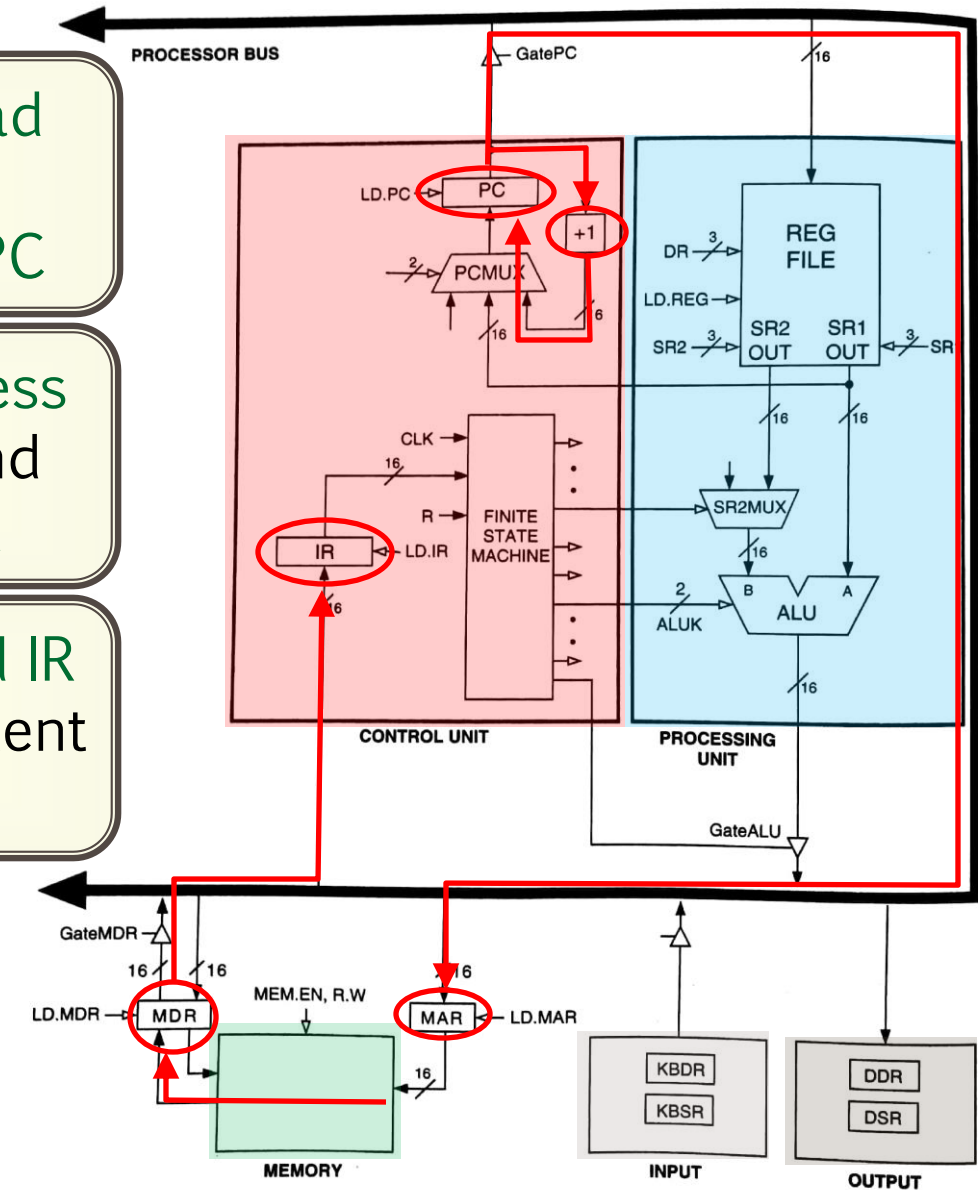 PROCESSOR BUS
GatePC
16
PC
LD.PC
PC
+1
2
PCMUX
6
16
REG
FILE
DR
3
LD.REG
SR2
3
SR2
OUT
SR1
OUT
3
SR
ess
nd
16
16
CLK
16
R
FINITE
STATE
MACHINE
SR2MUX
IR
LD.IR
16
16
B
A
ALU
2
ALUK
IR
ent
16
CONTROL UNIT
PROCESSING
UNIT
GateALU
GateMDR
16
16
16
LD.MDR
MDR
MEM.EN, R.W
MAR
LD.MAR
16
KBDR
KBSR
DDR
DSR
MEMORY
INPUT
OUTPUT